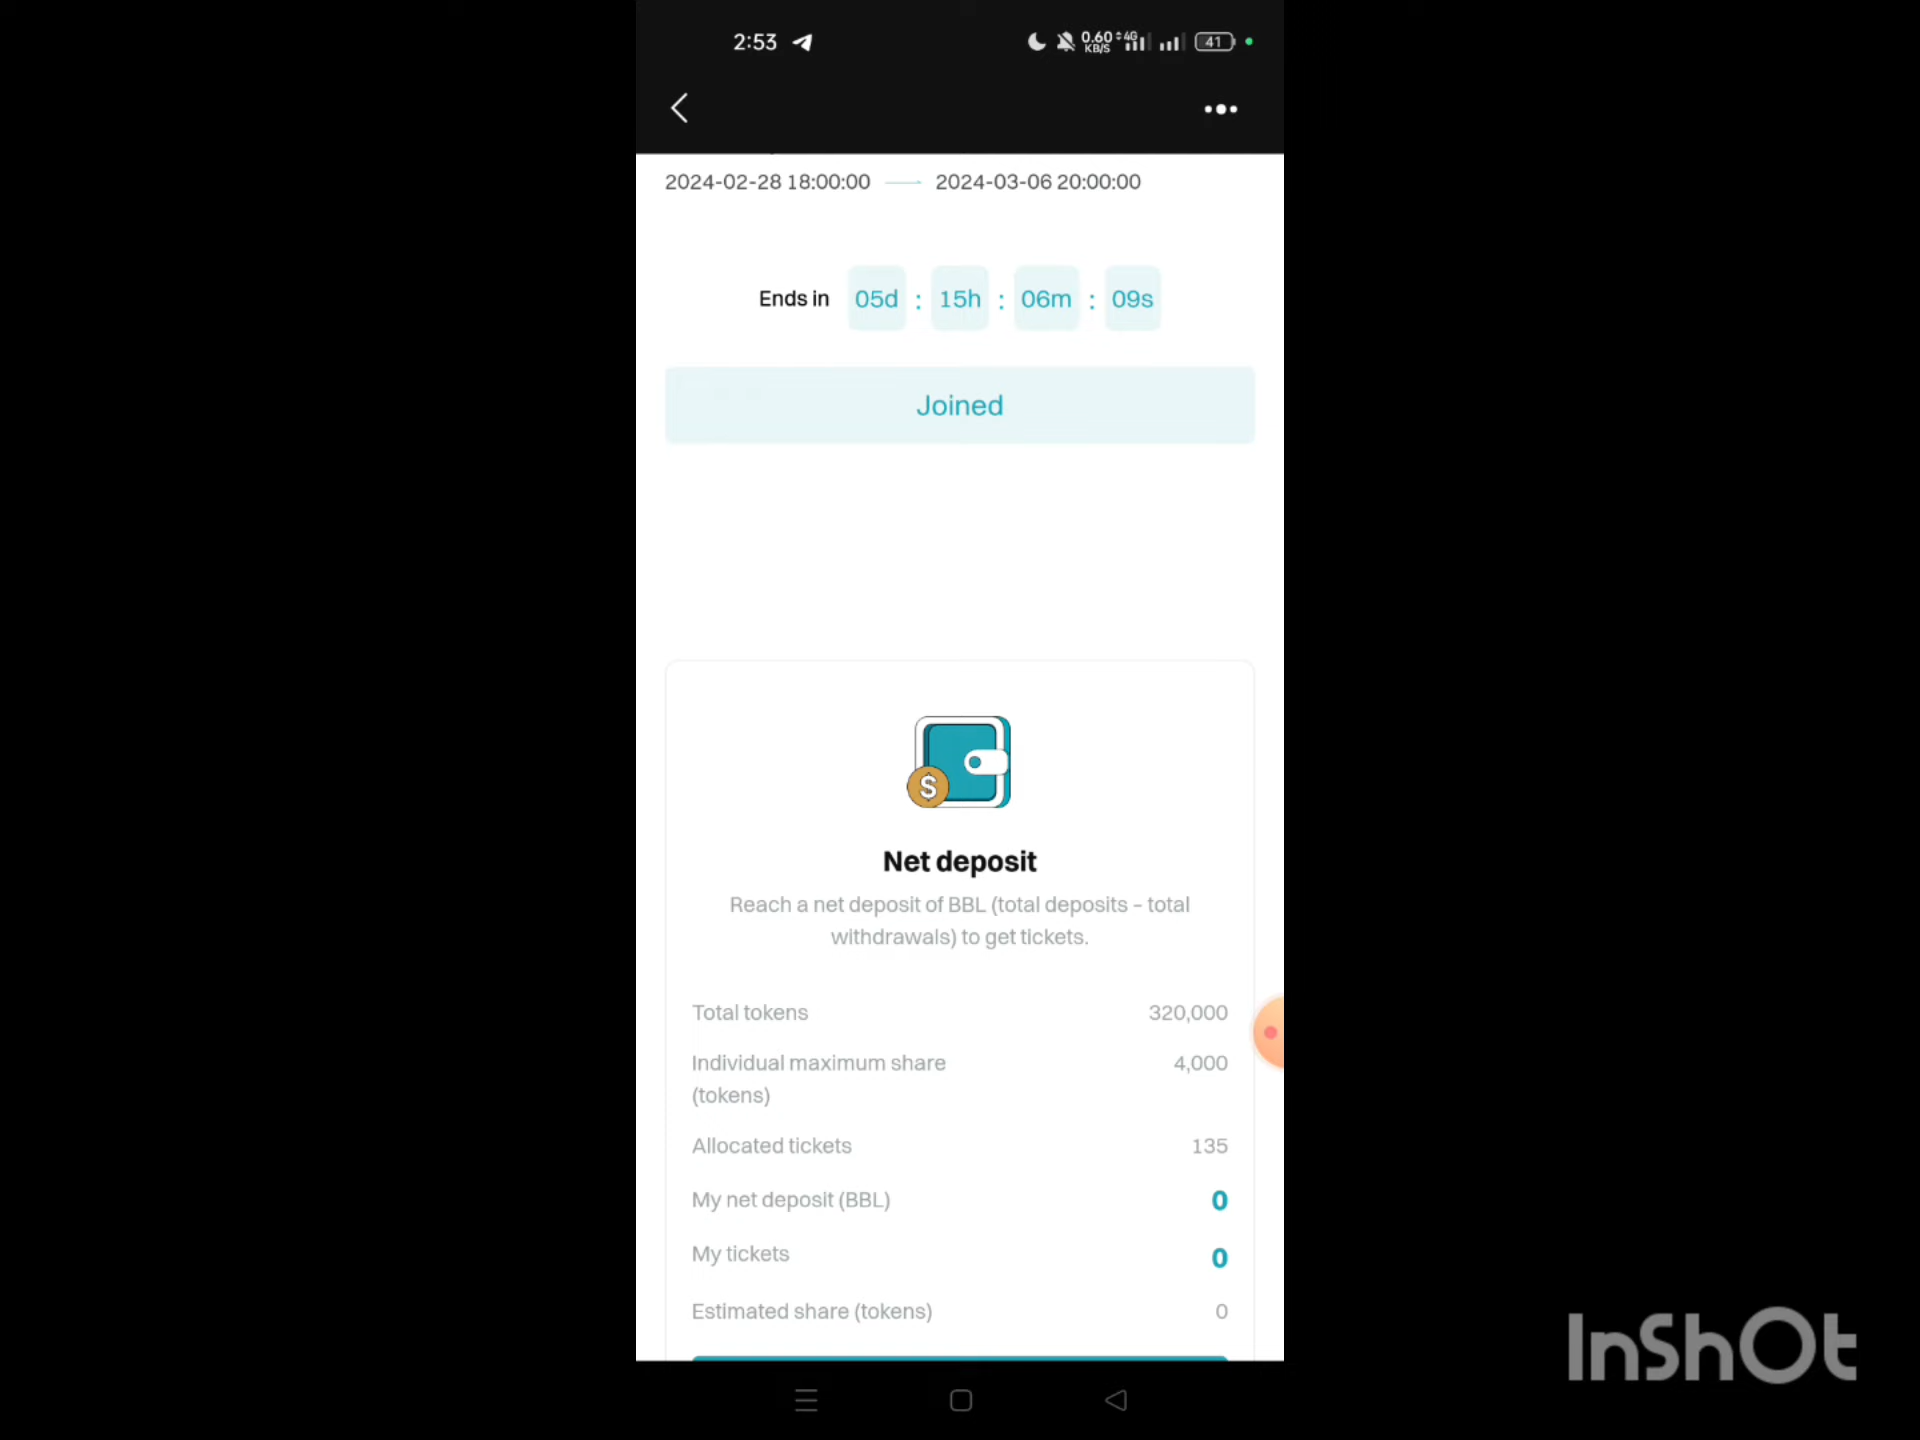 2:53
0.60 4G
KB/S
41
2024-02-28 18:00:00 2024-03-06 20:00:00
Ends in 05d : 15h : 06m : 09s
Joined
$
Net deposit
Reach a net deposit of BBL (total deposits - total
withdrawals) to get tickets.
Total tokens 320,000
Individual maximum share 4,000
(tokens)
Allocated tickets 135
My net deposit (BBL) 0
My tickets 0
Estimated share (tokens) 0
InShOt